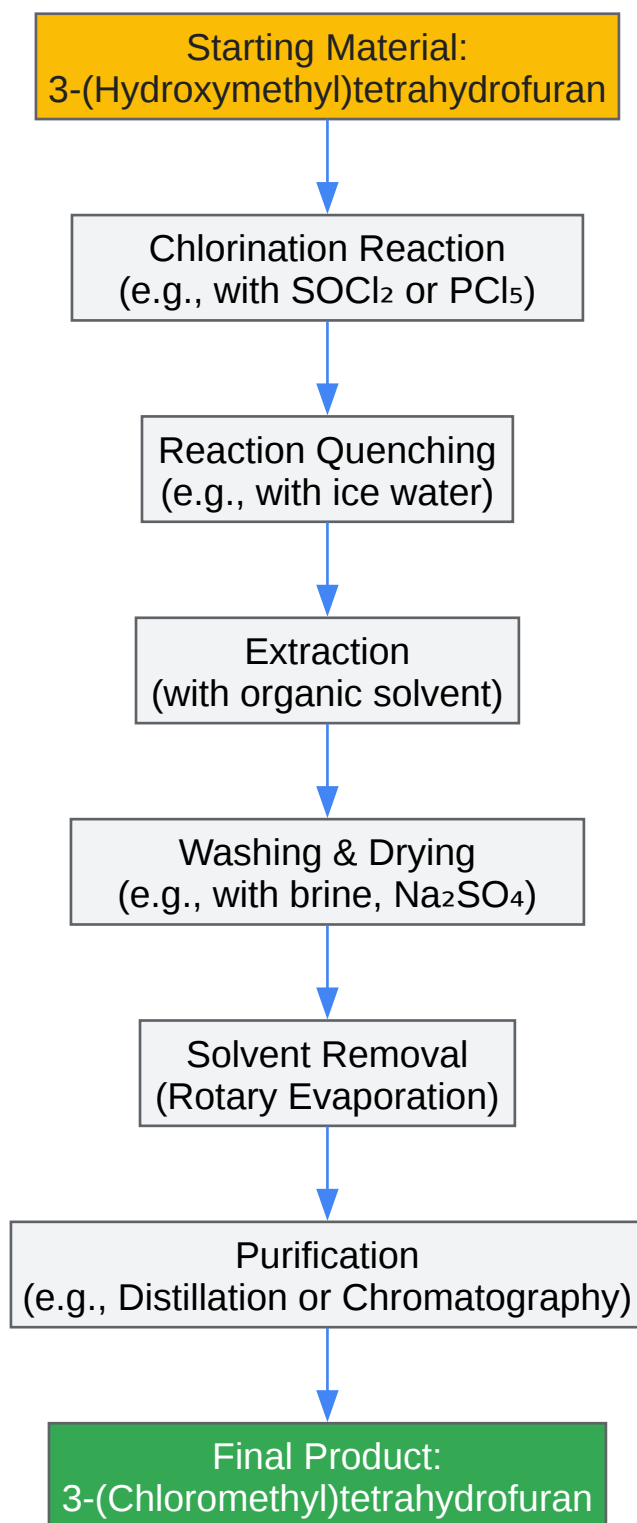 Starting Material:
3-(Hydroxymethyl)tetrahydrofuran
Chlorination Reaction
(e.g., with SOCl₂ or PCl₅)
Reaction Quenching
(e.g., with ice water)
Extraction
(with organic solvent)
Washing & Drying
(e.g., with brine, Na₂SO₄)
Solvent Removal
(Rotary Evaporation)
Purification
(e.g., Distillation or Chromatography)
Final Product:
3-(Chloromethyl)tetrahydrofuran